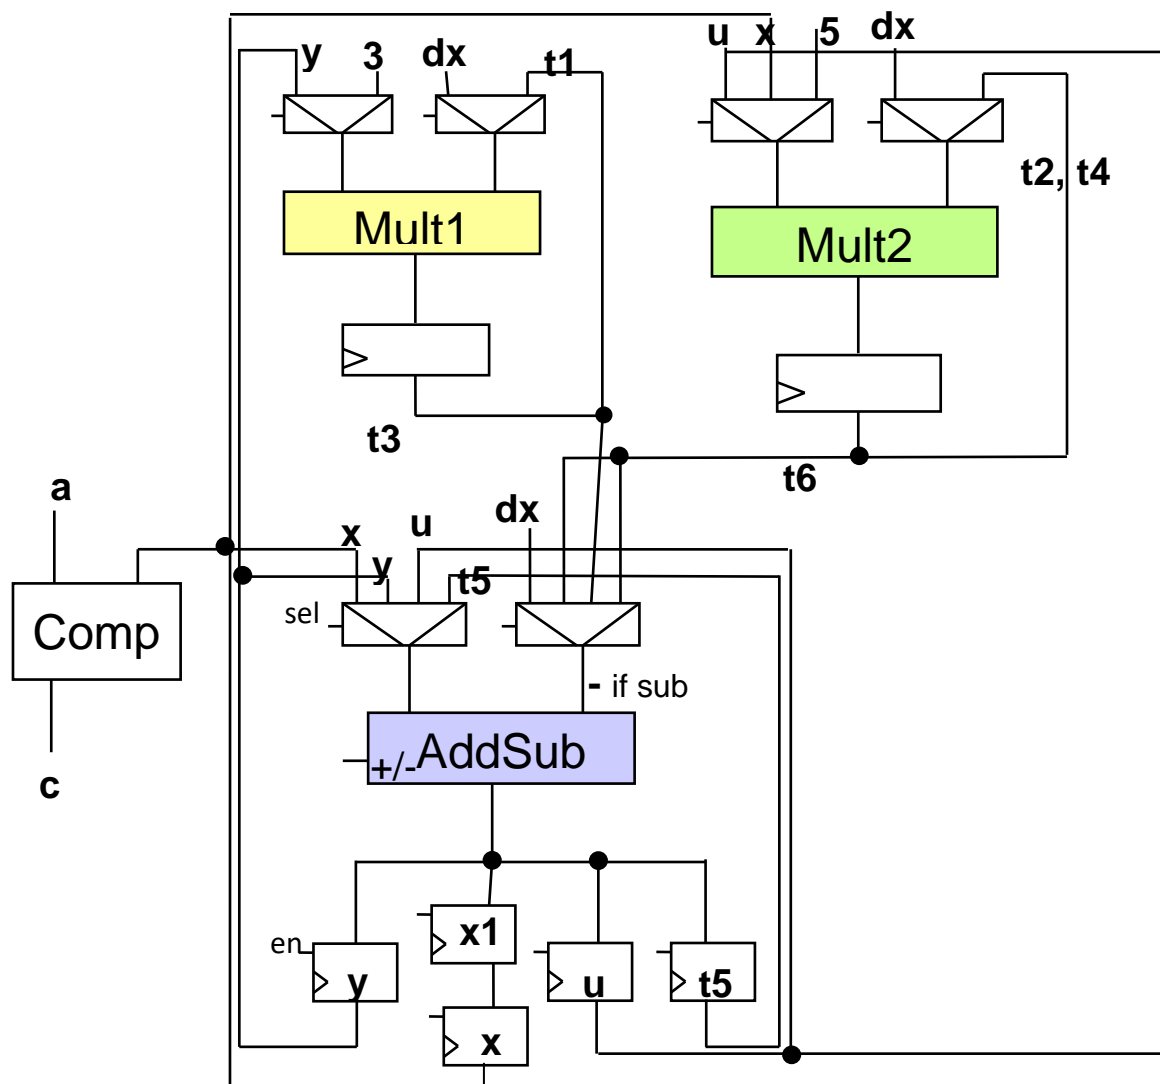 u x 5 dx
y 3 dx t1
t2, t4
Mult1
Mult2
t3
t6
a
dx
x u
y t5
sel
Comp
- if sub
+/-AddSub
c
x1
en
y u t5
x